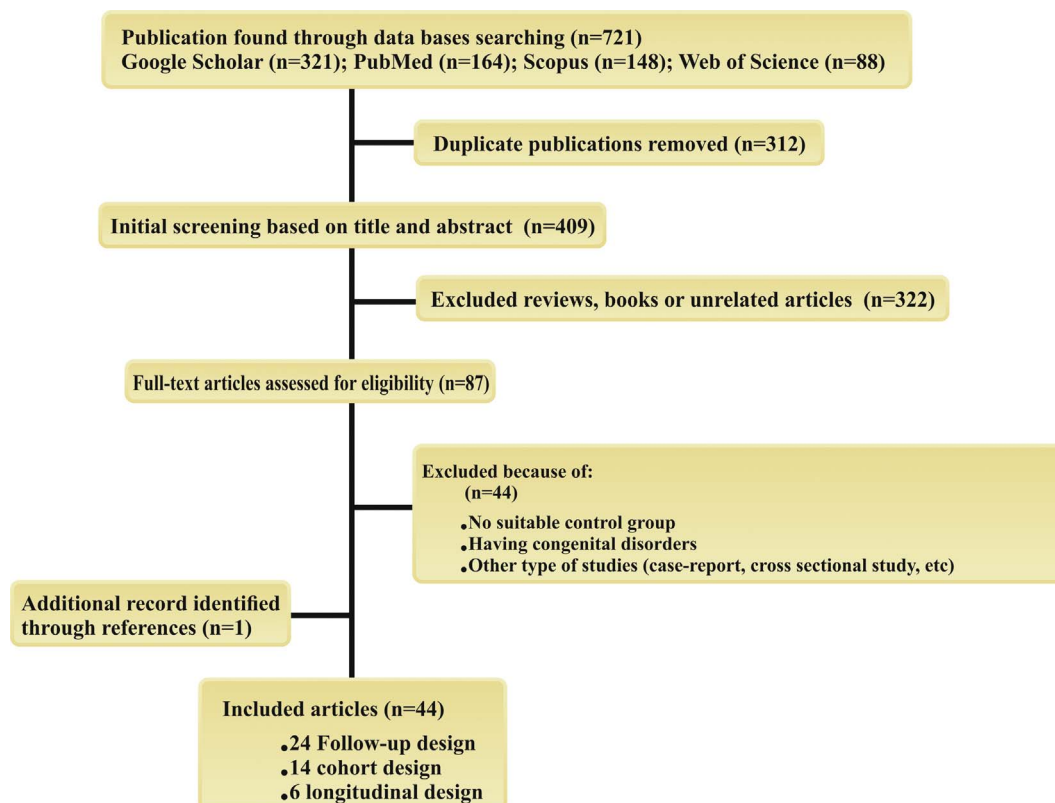 Publication found through data bases searching (n=721)
Google Scholar (n=321); PubMed (n=164); Scopus (n=148); Web of Science (n=88)
Duplicate publications removed (n=312)
Initial screening based on title and abstract (n=409)
Excluded reviews, books or unrelated articles (n=322)
Full-text articles assessed for eligibility (n=87)
Excluded because of:
(n=44)
.No suitable control group
.Having congenital disorders
.Other type of studies (case-report, cross sectional study, etc)
Additional record identified
through references (n=1)
Included articles (n=44)
.24 Follow-up design
.14 cohort design
.6 longitudinal design